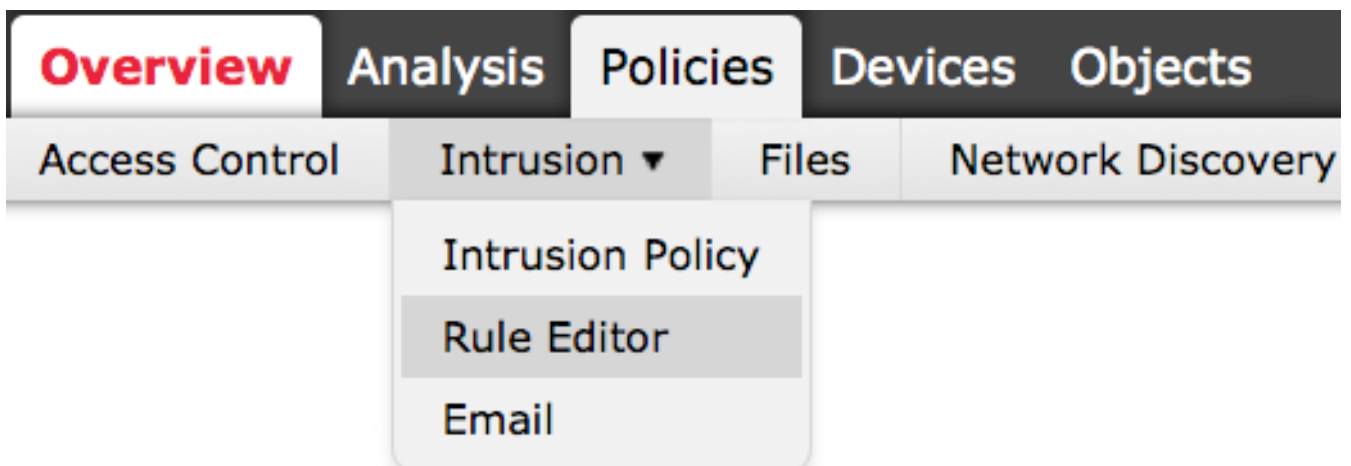 Overview Analysis Policies Devices Objects
Access Control Intrusion ▾ Files Network Discovery
Intrusion Policy
Rule Editor
Email